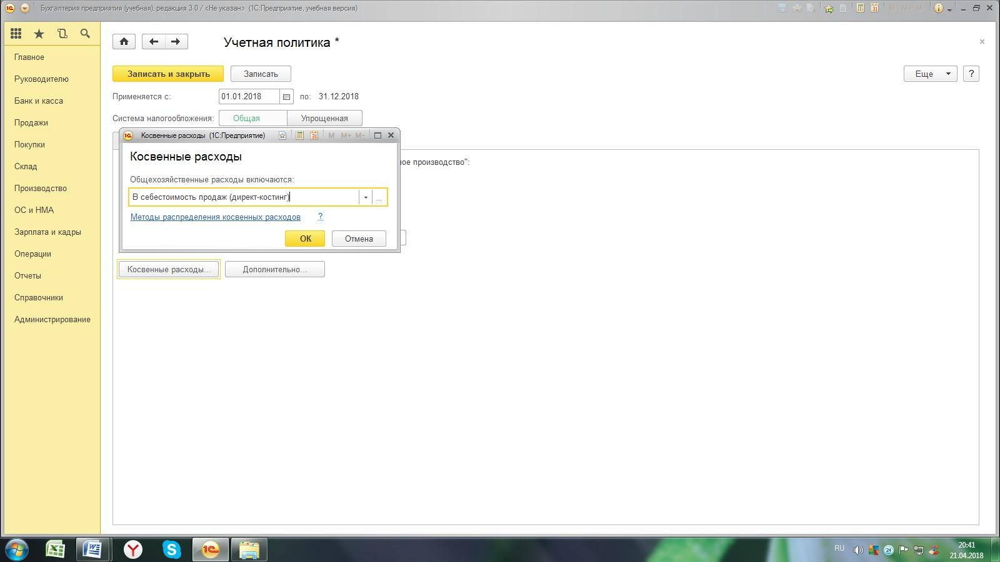 Бухгалтерия предприятия (учебная), редакция 3.0 / <Не указан> (1С:Предприятие, учебная версия)
M M+ M-
Главное
Руководителю
Банк и касса
Продажи
Покупки
Склад
Производство
ОС и НМА
Зарплата и кадры
Операции
Отчеты
Справочники
Администрирование
Учетная политика *
Записать и закрыть Записать Еще ?
Применяется с: 01.01.2018 по: 31.12.2018
Система налогообложения: Общая Упрощенная
Косвенные расходы (1С:Предприятие) 31 M M+ M-
Косвенные расходы
ное производство":
Общехозяйственные расходы включаются:
В себестоимость продаж (директ-костинг) ...
Методы распределения косвенных расходов ?
ОК Отмена
Косвенные расходы... Дополнительно...
RU 24 20:41
21.04.2018